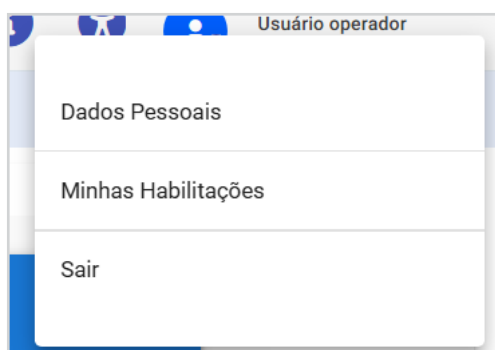 Usuário operador
Dados Pessoais
Minhas Habilitações
Sair